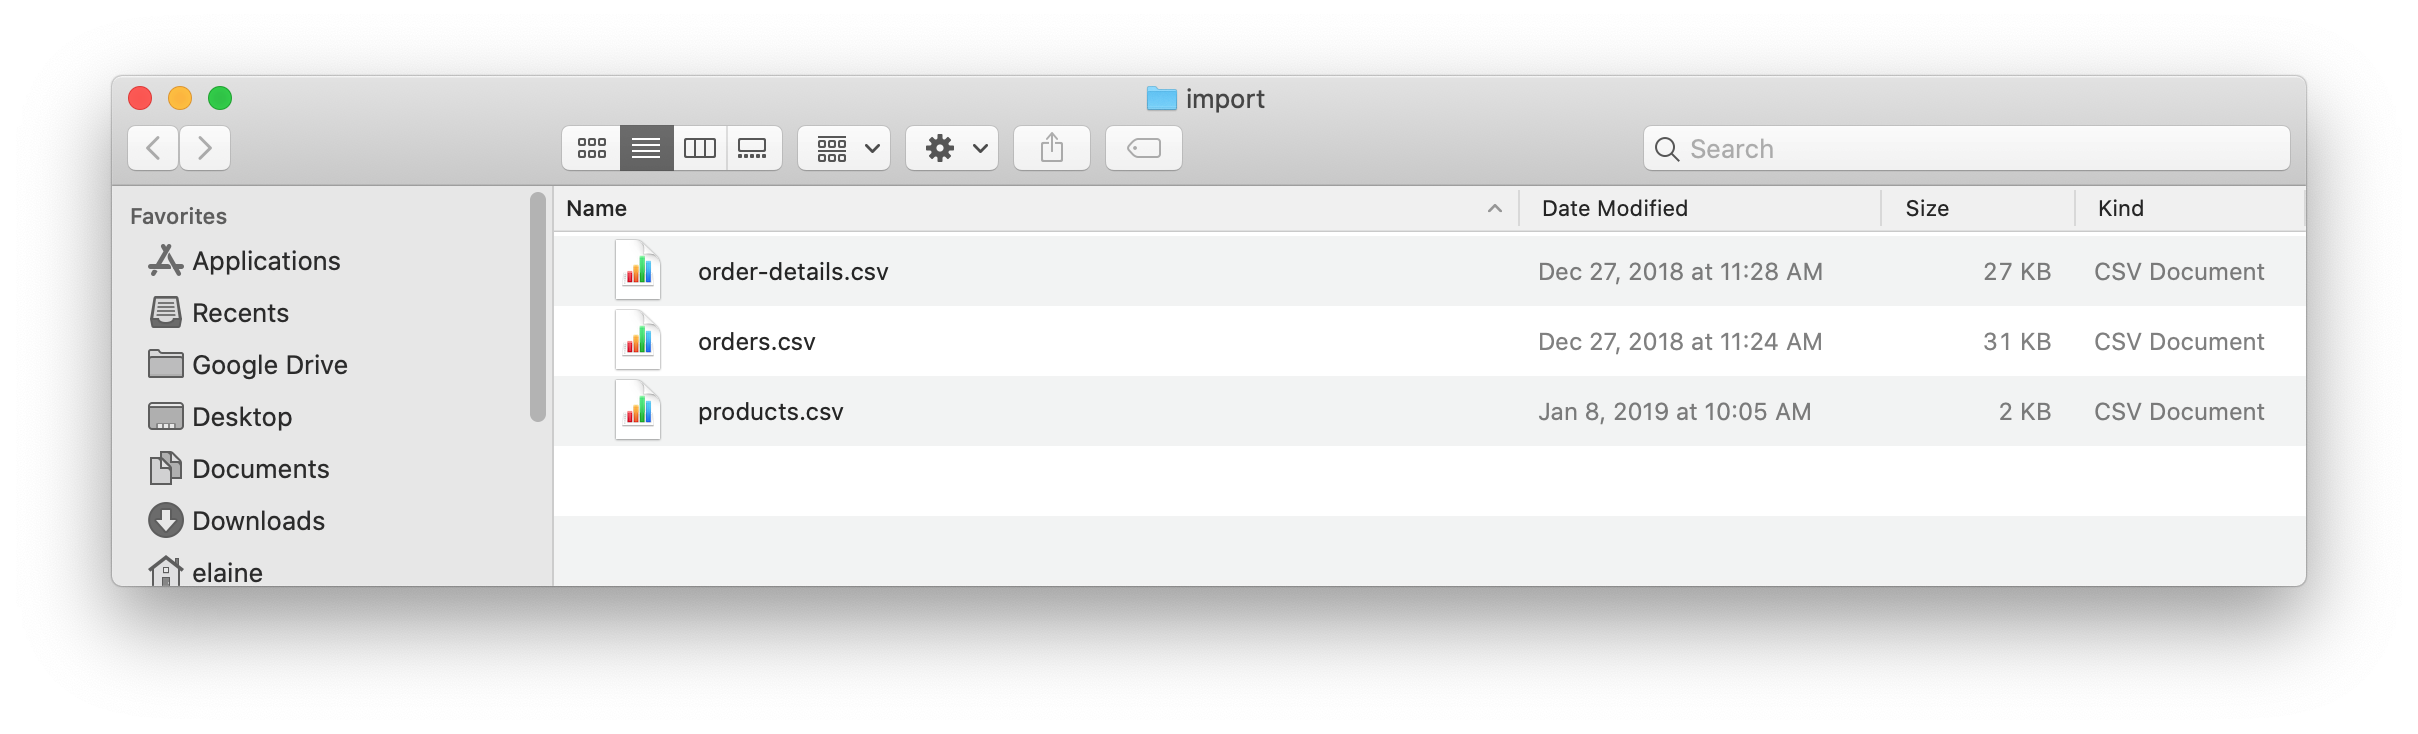 import
Search
Favorites
Applications
Recents
Google Drive
Desktop
Documents
Downloads
elaine
Name Date Modified Size Kind
order-details.csv Dec 27, 2018 at 11:28 AM 27 KB CSV Document
orders.csv Dec 27, 2018 at 11:24 AM 31 KB CSV Document
products.csv Jan 8, 2019 at 10:05 AM 2 KB CSV Document